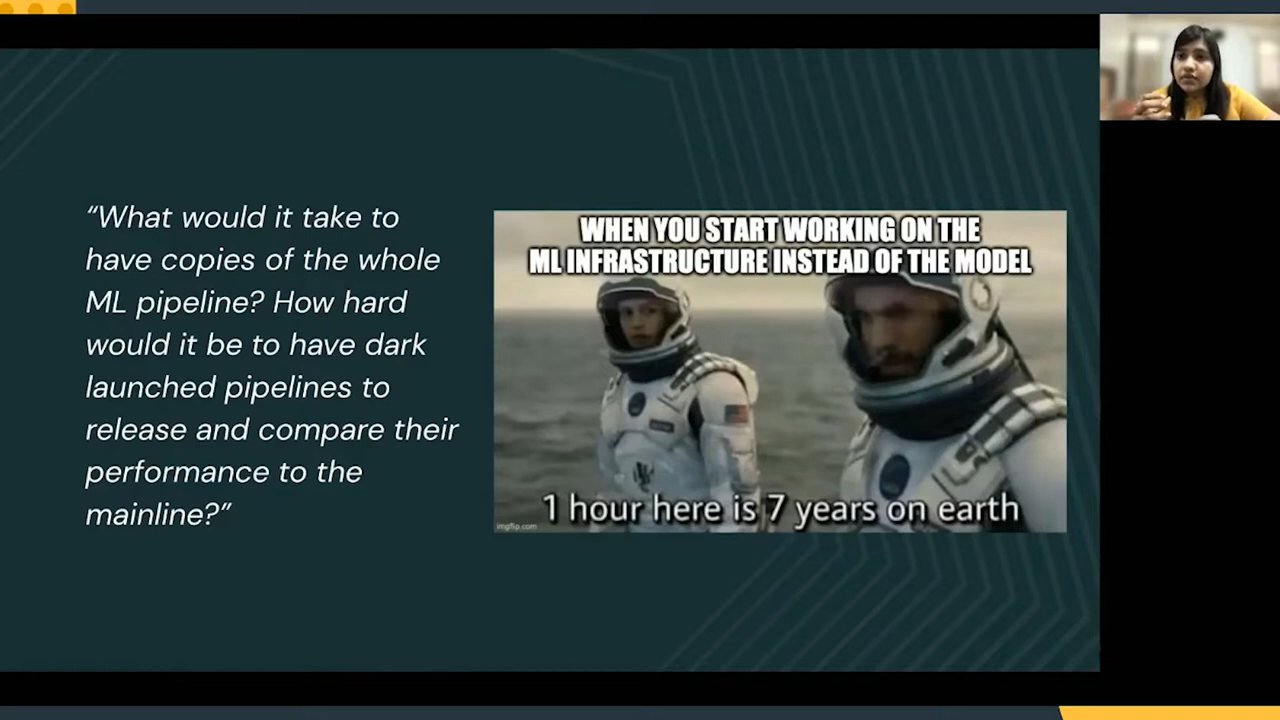 “What would it take to
have copies of the whole
ML pipeline? How hard
would it be to have dark
launched pipelines to
release and compare their
performance to the
mainline?”
WHEN YOU START WORKING ON THE
ML INFRASTRUCTURE INSTEAD OF THE MODEL
1 hour here is 7 years on earth
imgflip.com